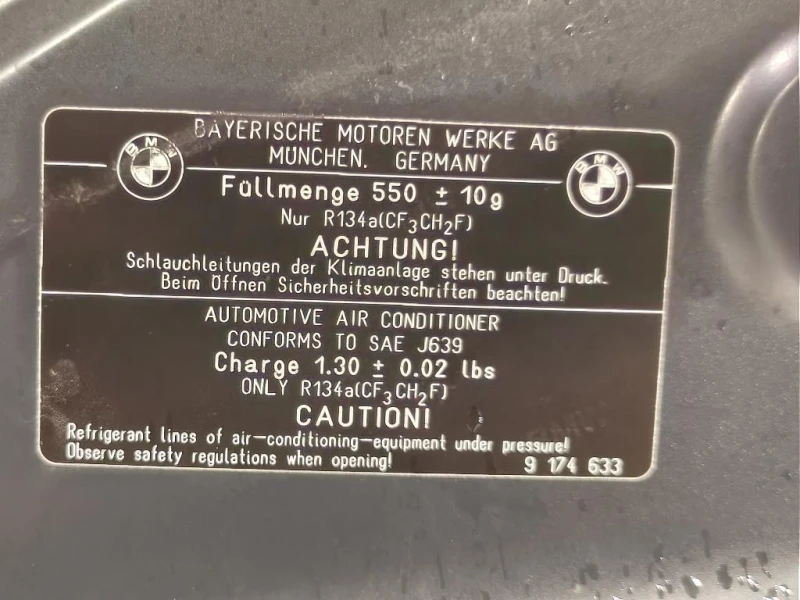 BAYERISCHE MOTOREN WERKE AG
MÜNCHEN. GERMANY
BMW
BMW
Füllmenge 550 ± 10g
Nur R134a(CF₃CH₂F)
ACHTUNG!
Schlauchleitungen der Klimaanlage stehen unter Druck.
Beim Öffnen Sicherheitsvorschriften beachten!
AUTOMOTIVE AIR CONDITIONER
CONFORMS TO SAE J639
Charge 1.30 ± 0.02 lbs
ONLY R134a(CF₃CH₂F)
CAUTION!
Refrigerant lines of air-conditioning-equipment under pressure!
Observe safety regulations when opening!
9 174 633